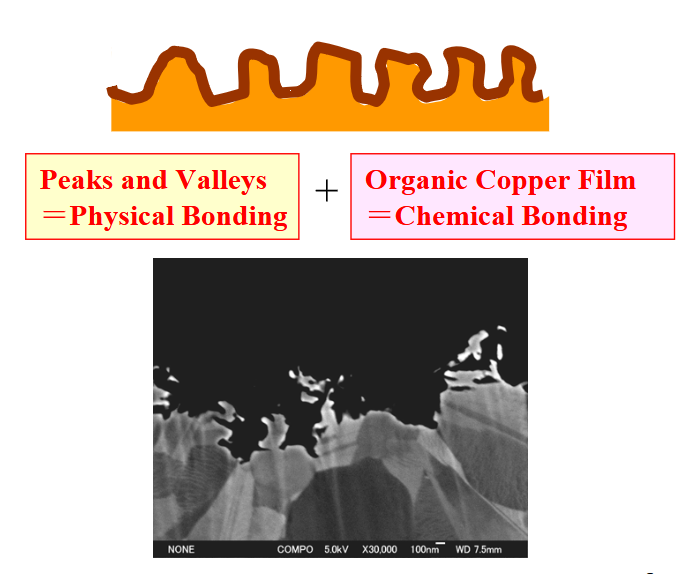 Peaks and Valleys
＝Physical Bonding
+
Organic Copper Film
＝Chemical Bonding
NONE COMPO 5.0kV X30,000 100nm WD 7.5mm